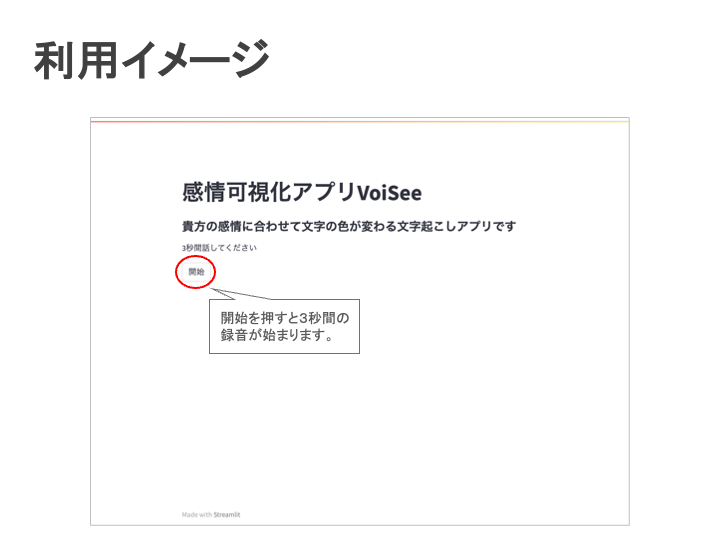 利用イメージ
感情可視化アプリVoiSee
貴方の感情に合わせて文字の色が変わる文字起こしアプリです
3秒間話してください
開始
開始を押すと3秒間の
録音が始まります。
Made with Streamlit